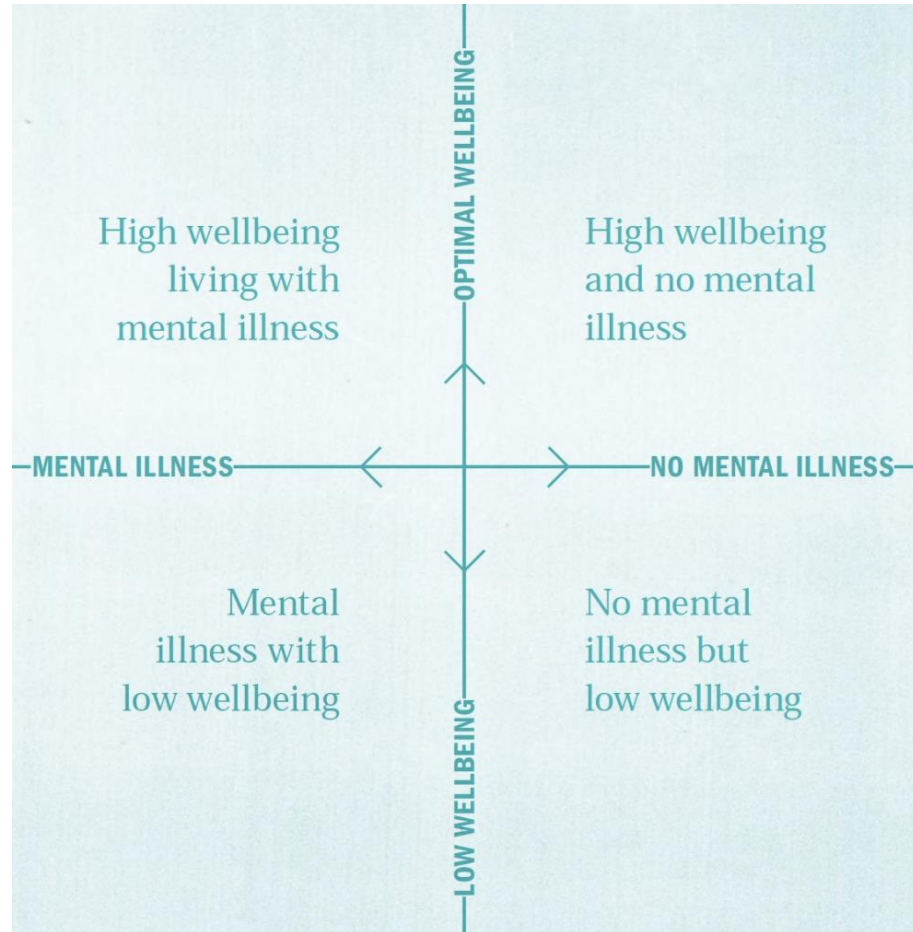 OPTIMAL WELLBEING
High wellbeing
living with
mental illness
High wellbeing
and no mental
illness
MENTAL ILLNESS
NO MENTAL ILLNESS
Mental
illness with
low wellbeing
No mental
illness but
low wellbeing
LOW WELLBEING